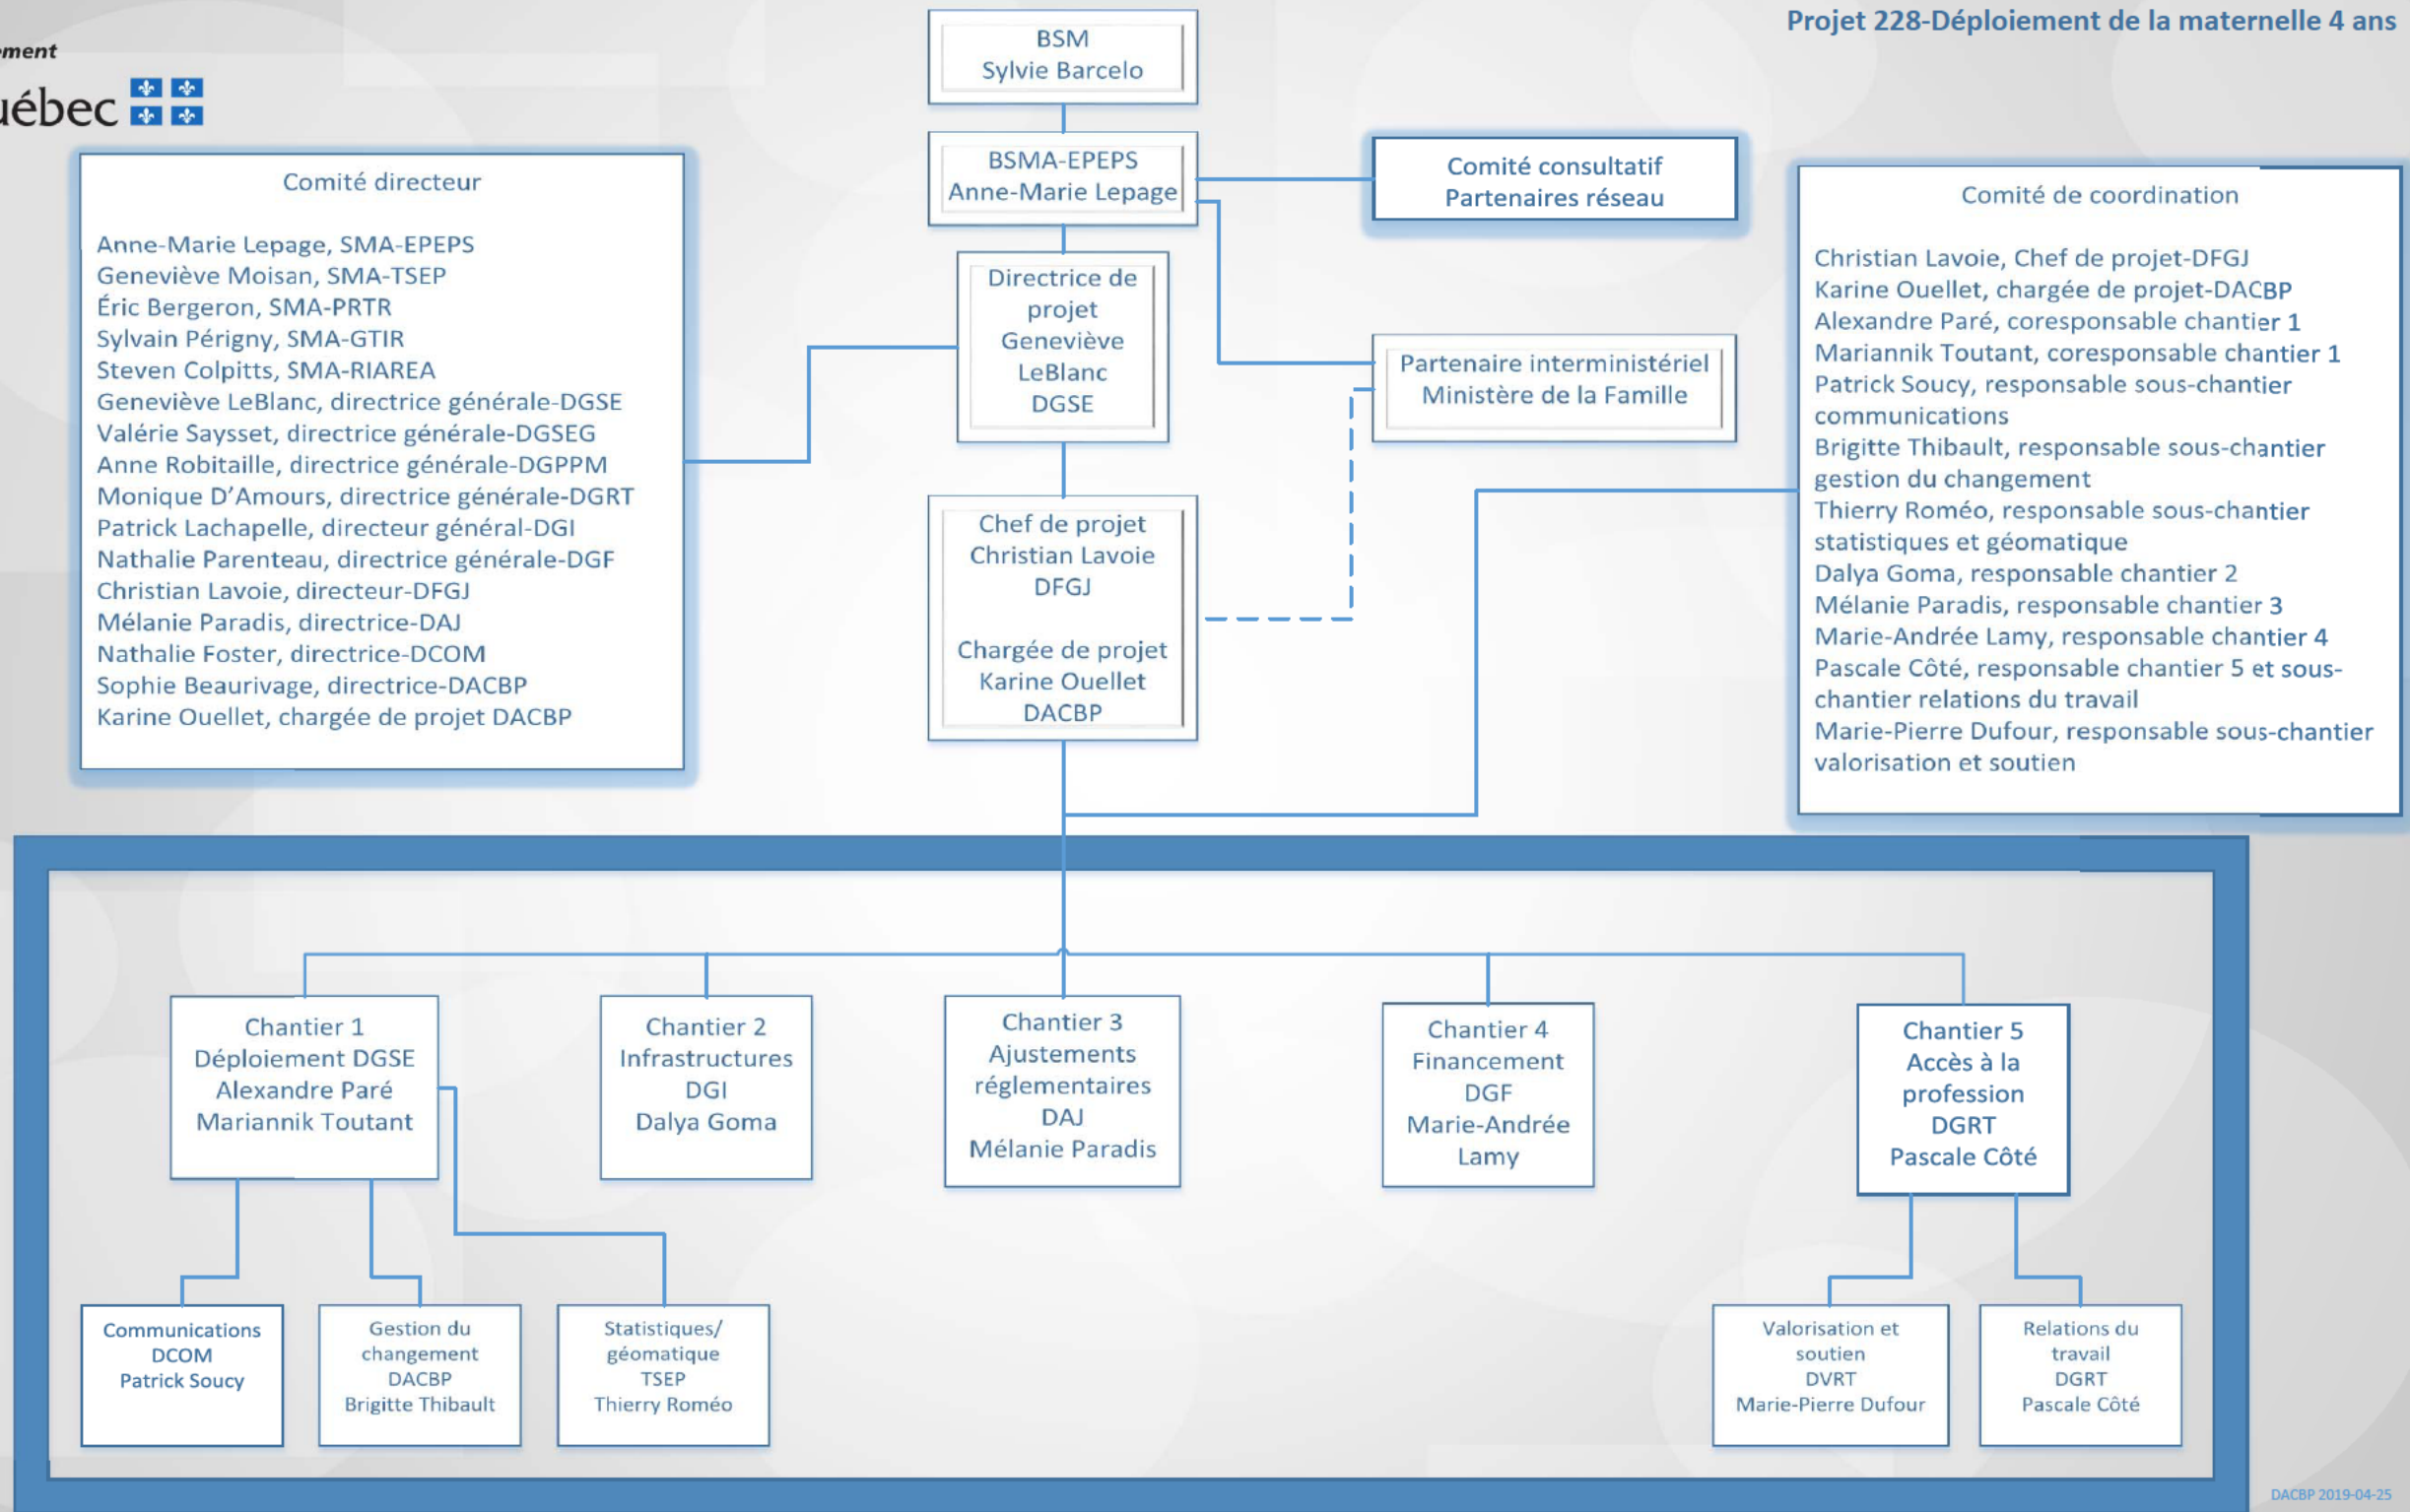 Projet 228-Déploiement de la maternelle 4 ans
BSM
Sylvie Barcelo
BSMA-EPEPS
Anne-Marie Lepage
Comité consultatif
Partenaires réseau
Comité directeur
Anne-Marie Lepage, SMA-EPEPS
Geneviève Moisan, SMA-TSEP
Éric Bergeron, SMA-PRTR
Sylvain Périgny, SMA-GTIR
Steven Colpitts, SMA-RIAREA
Geneviève LeBlanc, directrice générale-DGSE
Valérie Saysset, directrice générale-DGSEG
Anne Robitaille, directrice générale-DGPPM
Monique D'Amours, directrice générale-DGRT
Patrick Lachapelle, directeur général-DGI
Nathalie Parenteau, directrice générale-DGF
Christian Lavoie, directeur-DFGJ
Mélanie Paradis, directrice-DAJ
Nathalie Foster, directrice-DCOM
Sophie Beaurivage, directrice-DACBP
Karine Ouellet, chargée de projet DACBP
Directrice de
projet
Geneviève
LeBlanc
DGSE
Partenaire interministériel
Ministère de la Famille
Chef de projet
Christian Lavoie
DFGJ
Chargée de projet
Karine Ouellet
DACBP
Comité de coordination
Christian Lavoie, Chef de projet-DFGJ
Karine Ouellet, chargée de projet-DACBP
Alexandre Paré, coresponsable chantier 1
Mariannik Toutant, coresponsable chantier 1
Patrick Soucy, responsable sous-chantier
communications
Brigitte Thibault, responsable sous-chantier
gestion du changement
Thierry Roméo, responsable sous-chantier
statistiques et géomatique
Dalya Goma, responsable chantier 2
Mélanie Paradis, responsable chantier 3
Marie-Andrée Lamy, responsable chantier 4
Pascale Côté, responsable chantier 5 et sous-
chantier relations du travail
Marie-Pierre Dufour, responsable sous-chantier
valorisation et soutien
Chantier 1
Déploiement DGSE
Alexandre Paré
Mariannik Toutant
Chantier 2
Infrastructures
DGI
Dalya Goma
Chantier 3
Ajustements
réglementaires
DAJ
Mélanie Paradis
Chantier 4
Financement
DGF
Marie-Andrée
Lamy
Chantier 5
Accès à la
profession
DGRT
Pascale Côté
Communications
DCOM
Patrick Soucy
Gestion du
changement
DACBP
Brigitte Thibault
Statistiques/
géomatique
TSEP
Thierry Roméo
Valorisation et
soutien
DVRT
Marie-Pierre Dufour
Relations du
travail
DGRT
Pascale Côté
DACBP 2019-04-25